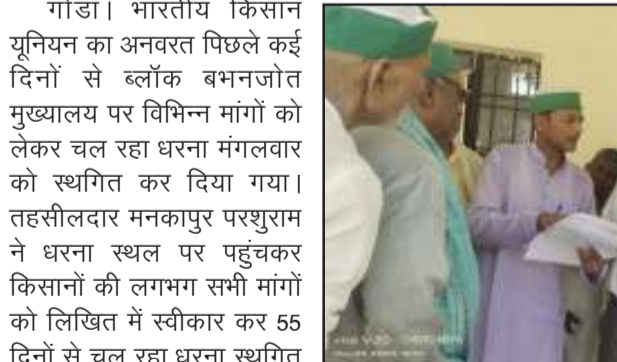 गोंडा। भारतीय किसान
यूनियन का अनवरत पिछले कई
दिनों से ब्लॉक बभनजोत
मुख्यालय पर विभिन्न मांगों को
लेकर चल रहा धरना मंगलवार
को स्थगित कर दिया गया।
तहसीलदार मनकापुर परशुराम
ने धरना स्थल पर पहुंचकर
किसानों की लगभग सभी मांगों
को लिखित में स्वीकार कर 55
दिनों से चल रहा धरना स्थगित